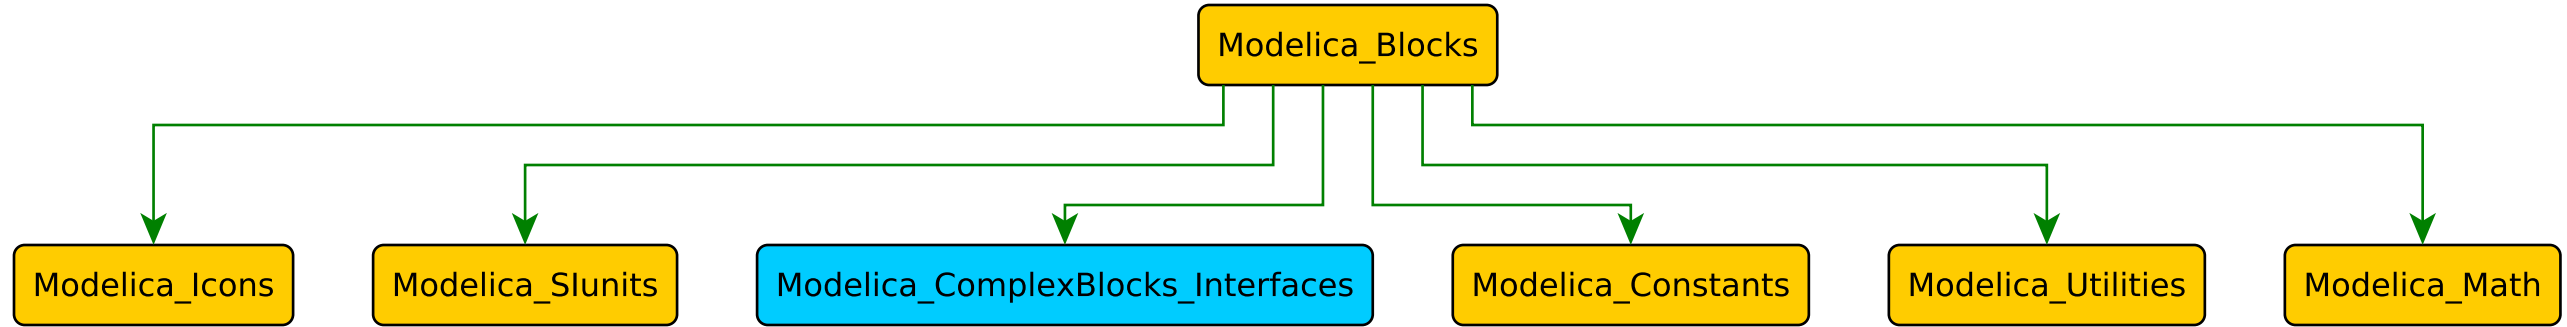 Modelica_Blocks
Modelica_Icons
Modelica_SIunits
Modelica_ComplexBlocks_Interfaces
Modelica_Constants
Modelica_Utilities
Modelica_Math